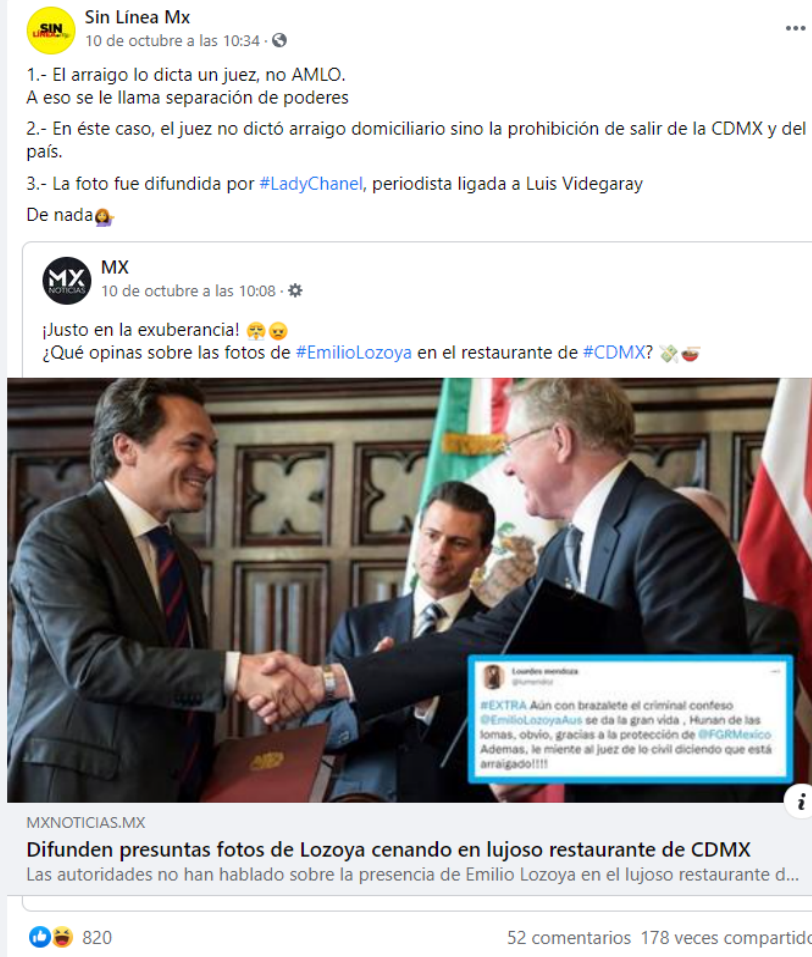 SIN
LÍNEA
Sin Línea Mx
10 de octubre a las 10:34 ·
1.- El arraigo lo dicta un juez, no AMLO.
A eso se le llama separación de poderes
2.- En éste caso, el juez no dictó arraigo domiciliario sino la prohibición de salir de la CDMX y del
país.
3.- La foto fue difundida por #LadyChanel, periodista ligada a Luis Videgaray
De nada
MX
NOTICIAS
MX
10 de octubre a las 10:08 ·
¡Justo en la exuberancia!
¿Qué opinas sobre las fotos de #EmilioLozoya en el restaurante de #CDMX?
Lourdes mendoza
@lumendoz
#EXTRA Aún con brazalete el criminal confeso
@EmilioLozoyaAus se da la gran vida , Hunan de las
lomas, obvio, gracias a la protección de @FGRMexico
Ademas, le miente al juez de lo civil diciendo que está
arraigado!!!!
MXNOTICIAS.MX
Difunden presuntas fotos de Lozoya cenando en lujoso restaurante de CDMX
Las autoridades no han hablado sobre la presencia de Emilio Lozoya en el lujoso restaurante d...
820
52 comentarios 178 veces compartido